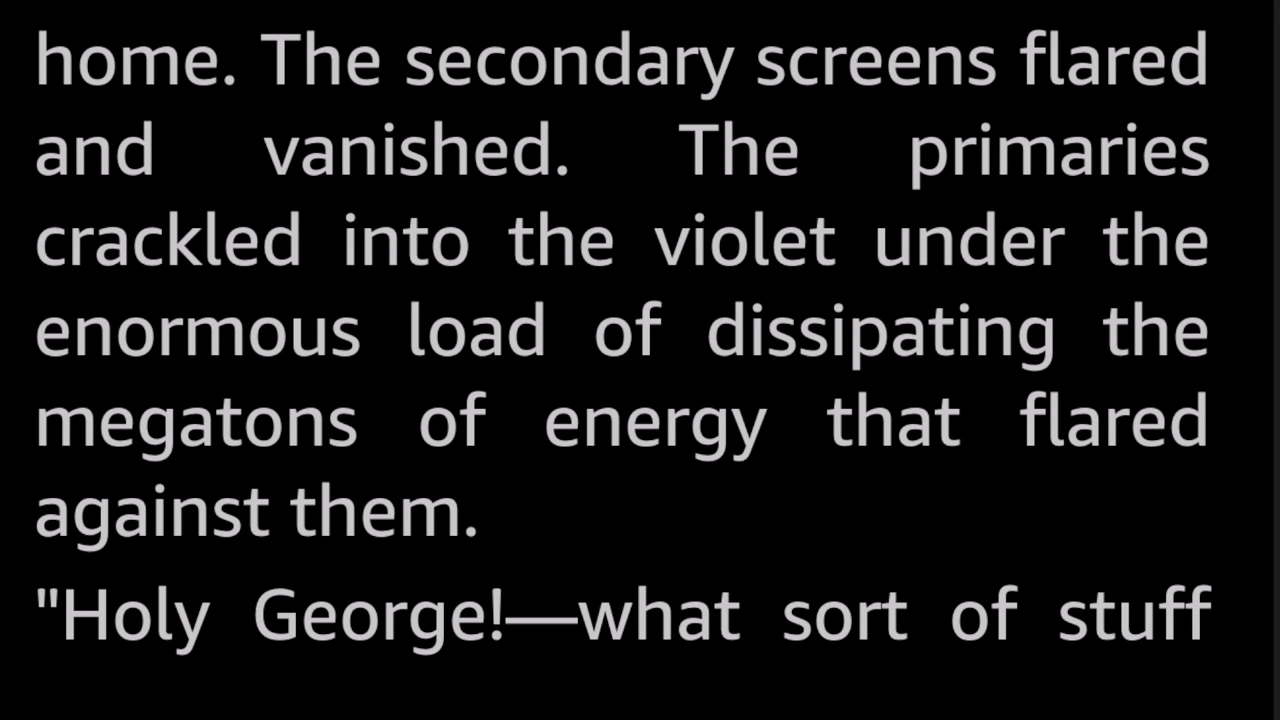 home. The secondary screens flared
and vanished. The primaries
crackled into the violet under the
enormous load of dissipating the
megatons of energy that flared
against them.
"Holy George!—what sort of stuff